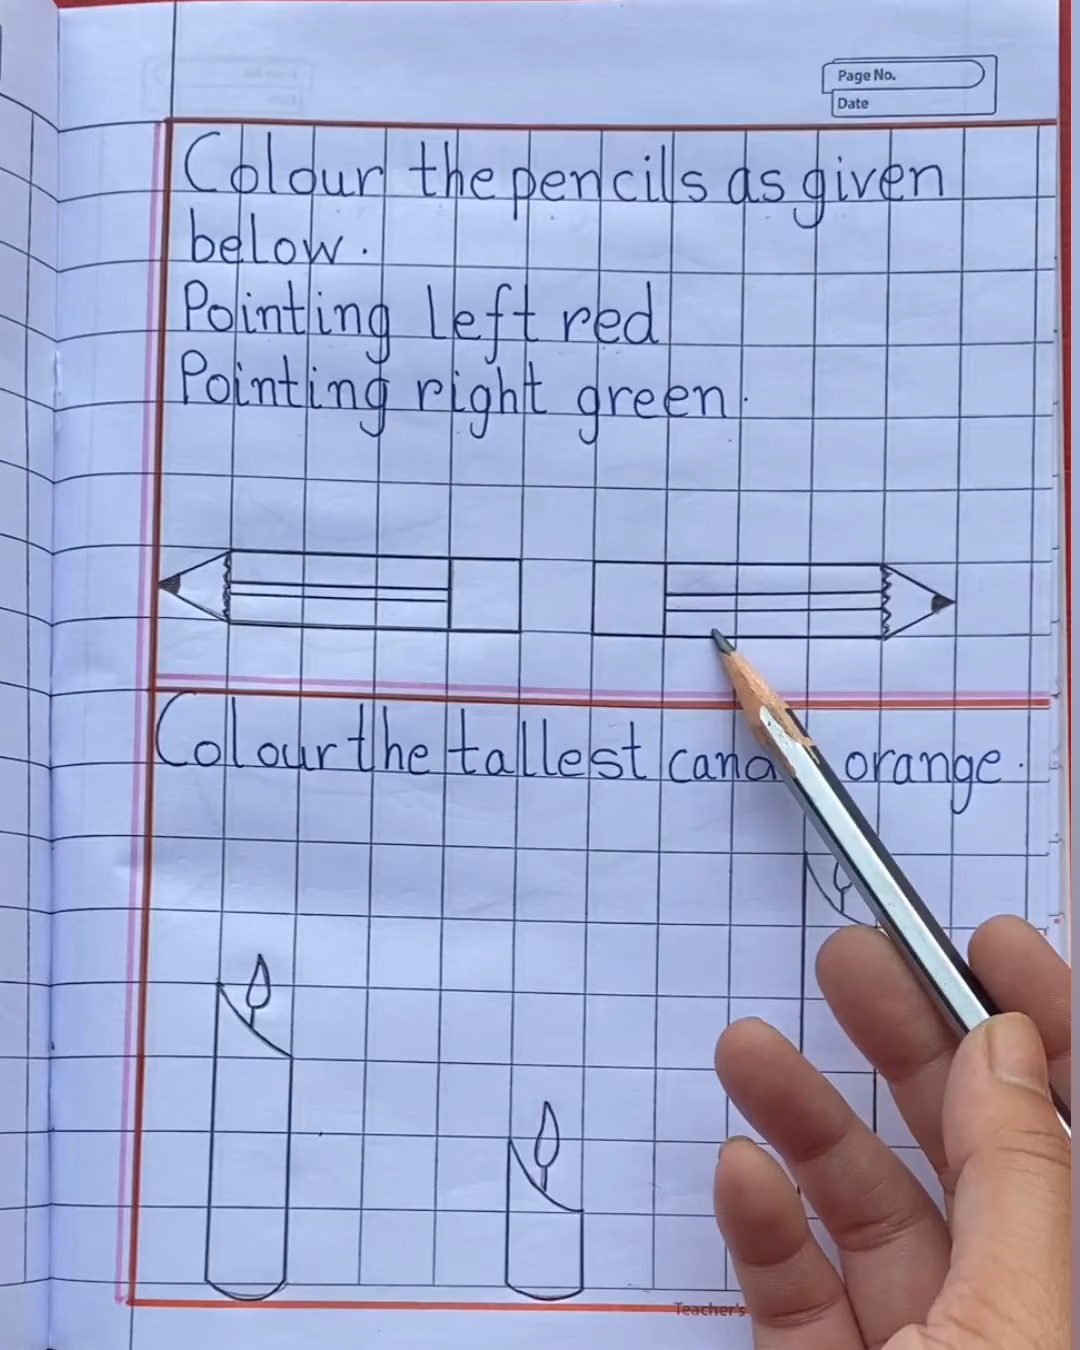 Page No.
Date
Colour the pencils as given
below.
Pointing left red
Pointing right green.
Colour the tallest orange.
Teacher's